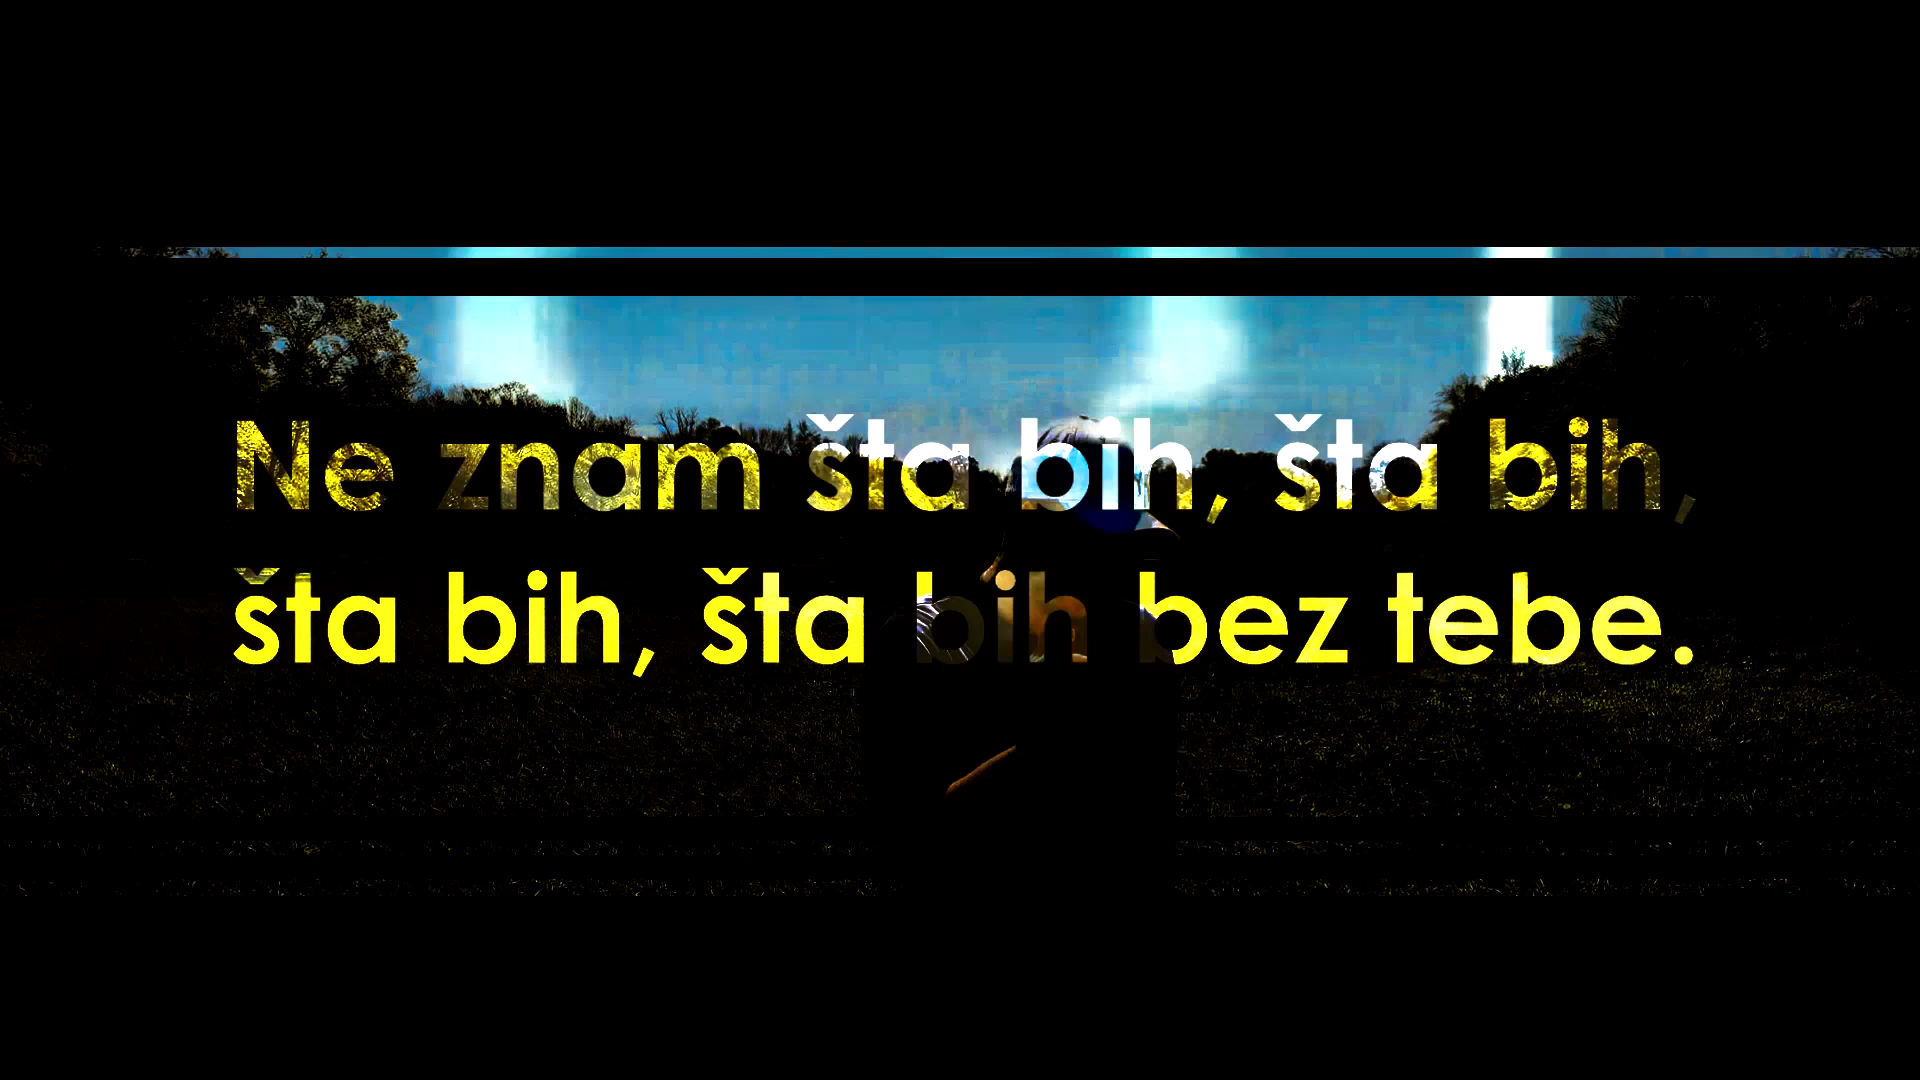 Ne znam šta bih, šta bih,
šta bih, šta bih bez tebe.